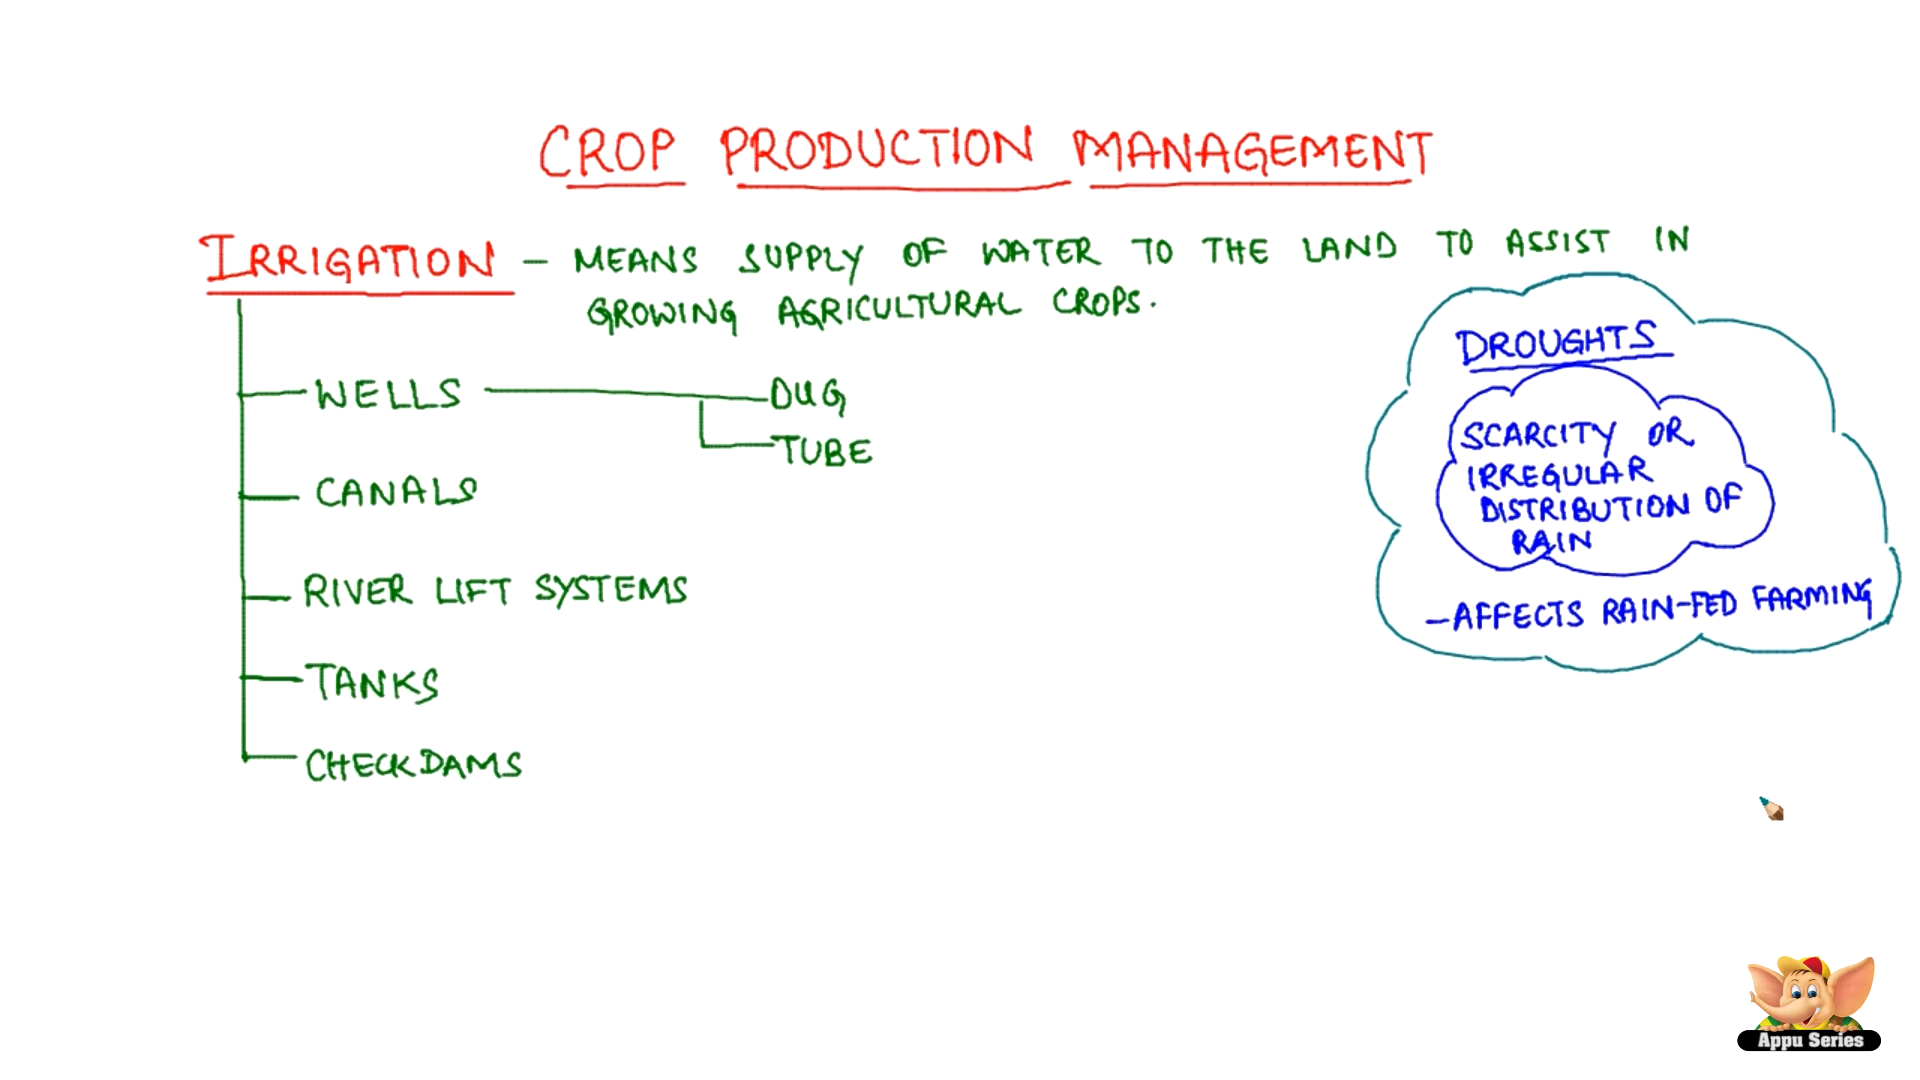 CROP PRODUCTION MANAGEMENT
IRRIGATION – MEANS SUPPLY OF WATER TO THE LAND TO ASSIST IN
GROWING AGRICULTURAL CROPS.
WELLS
DUG
TUBE
CANALS
RIVER LIFT SYSTEMS
TANKS
CHECKDAMS
DROUGHTS
SCARCITY OR
IRREGULAR
DISTRIBUTION OF
RAIN
– AFFECTS RAIN-FED FARMING
Appu Series